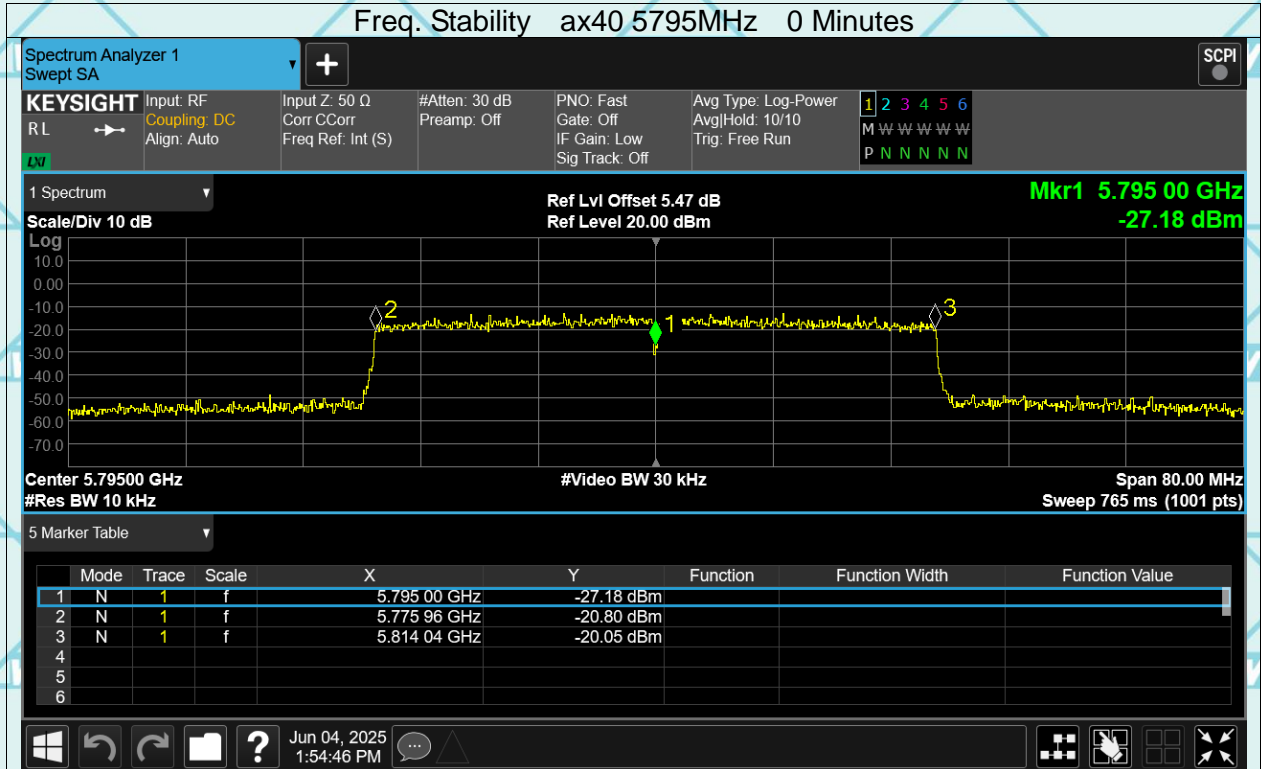 Freq. Stability ax40 5795MHz 0 Minutes
Spectrum Analyzer 1
Swept SA
SCPI
KEYSIGHT
RL
LXI
Input: RF
Coupling: DC
Align: Auto
Input Z: 50 Ω
Corr CCorr
Freq Ref: Int (S)
#Atten: 30 dB
Preamp: Off
PNO: Fast
Gate: Off
IF Gain: Low
Sig Track: Off
Avg Type: Log-Power
Avg|Hold: 10/10
Trig: Free Run
1 2 3 4 5 6
M W W W W W
P N N N N N
1 Spectrum
Scale/Div 10 dB
Ref Lvl Offset 5.47 dB
Ref Level 20.00 dBm
Mkr1 5.795 00 GHz
-27.18 dBm
Log
10.0
0.00
-10.0
-20.0
-30.0
-40.0
-50.0
-60.0
-70.0
2
1
3
Center 5.79500 GHz
#Res BW 10 kHz
#Video BW 30 kHz
Span 80.00 MHz
Sweep 765 ms (1001 pts)
5 Marker Table
Mode Trace Scale X Y Function Function Width Function Value
1 N 1 f 5.795 00 GHz -27.18 dBm
2 N 1 f 5.775 96 GHz -20.80 dBm
3 N 1 f 5.814 04 GHz -20.05 dBm
4
5
6
?
Jun 04, 2025
1:54:46 PM